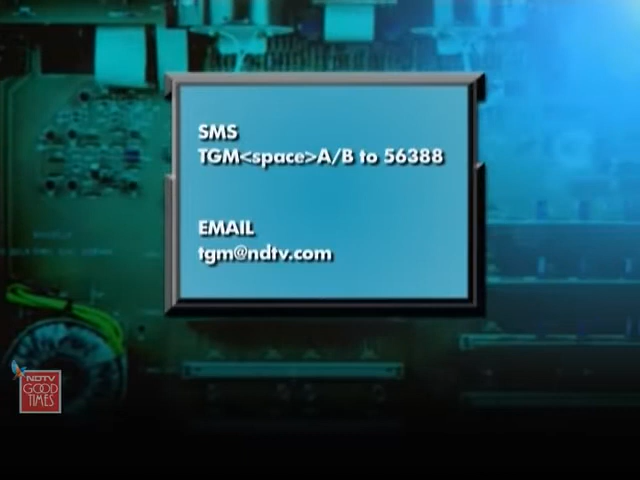 SMS
TGM<space>A/B to 56388
EMAIL
tgm@ndtv.com
NDTV
GOOD
TIMES